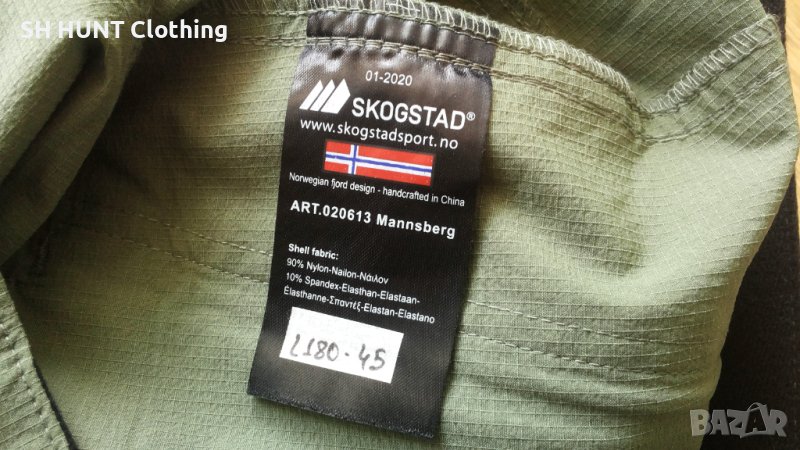 SH HUNT Clothing
01-2020
SKOGSTAD®
www.skogstadsport.no
Norwegian fjord design - handcrafted in China
ART.020613 Mannsberg
Shell fabric:
90% Nylon-Nailon-Νάιλον
10% Spandex-Elasthan-Elastaan-
Élasthanne-Σπαντέξ-Elastan-Elastano
L180-45
BAZAR